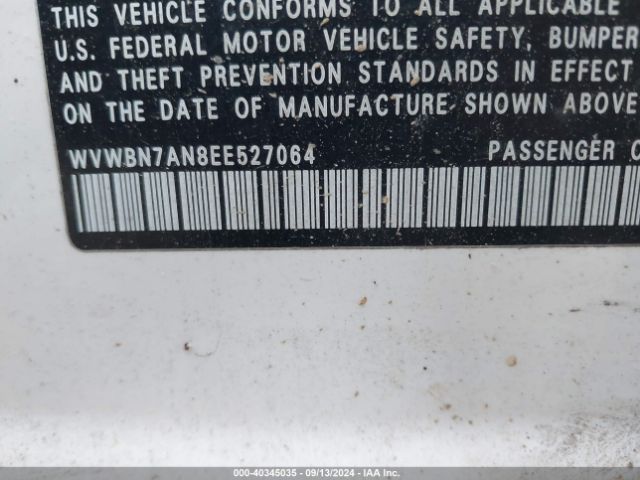 THIS VEHICLE CONFORMS TO ALL APPLICABLE
U.S. FEDERAL MOTOR VEHICLE SAFETY, BUMPER
AND THEFT PREVENTION STANDARDS IN EFFECT
ON THE DATE OF MANUFACTURE SHOWN ABOVE
WVWBN7AN8EE527064 PASSENGER C
000-40345035 - 09/13/2024 - IAA Inc.